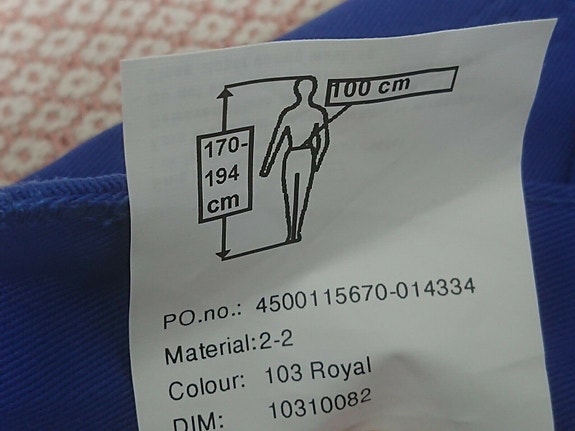 100 cm
170-
194
cm
PO.no.: 4500115670-014334
Material:2-2
Colour: 103 Royal
DIM: 10310082